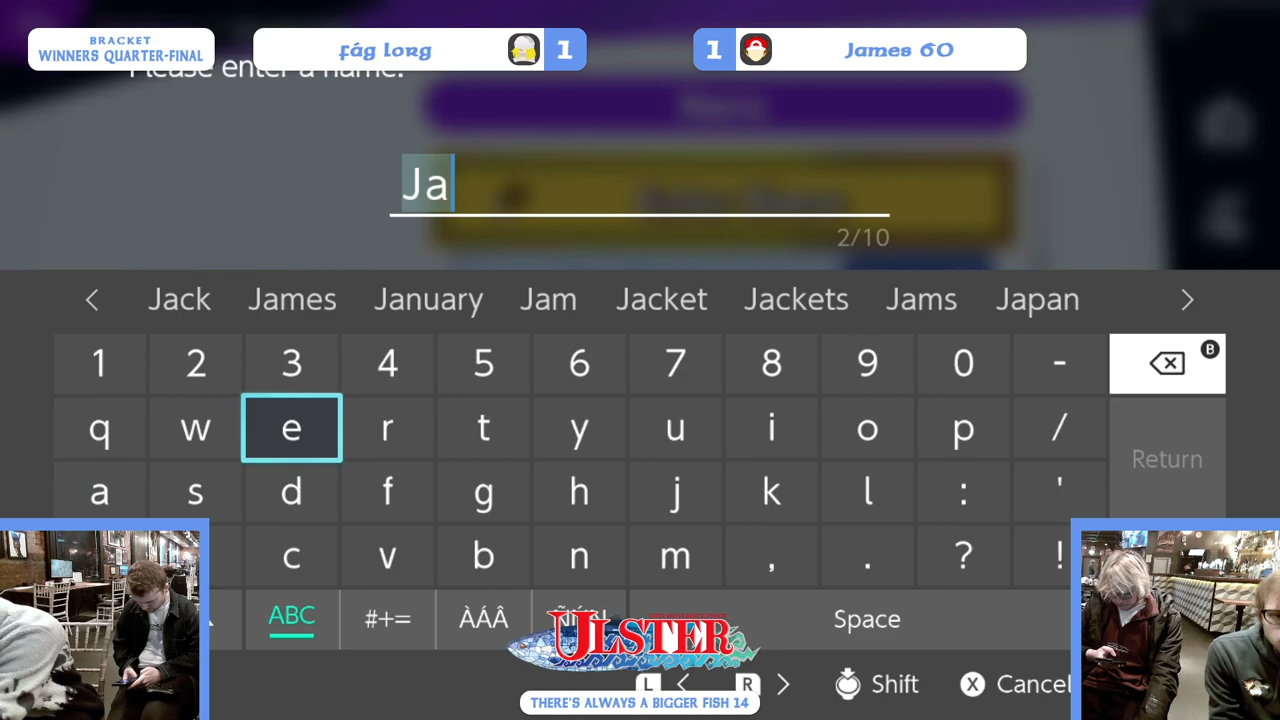 BRACKET
WINNERS QUARTER-FINAL
fág lorg
1
1
James 60
Please enter a name.
Ja
2/10
Jack James January Jam Jacket Jackets Jams Japan
1 2 3 4 5 6 7 8 9 0 -
B
q w e r t y u i o p /
Return
a s d f g h j k l : '
c v b n m , . ? !
ABC #+= ÀÁÂ Space
ULSTER
L R Shift X Cancel
THERE'S ALWAYS A BIGGER FISH 14